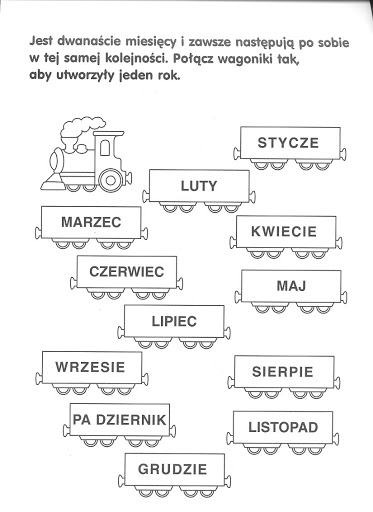 Jest dwanaście miesięcy i zawsze następują po sobie
w tej samej kolejności. Połącz wagoniki tak,
aby utworzyły jeden rok.
STYCZE
LUTY
MARZEC
KWIECIE
CZERWIEC
MAJ
LIPIEC
WRZESIE
SIERPIE
PA DZIERNIK
LISTOPAD
GRUDZIE